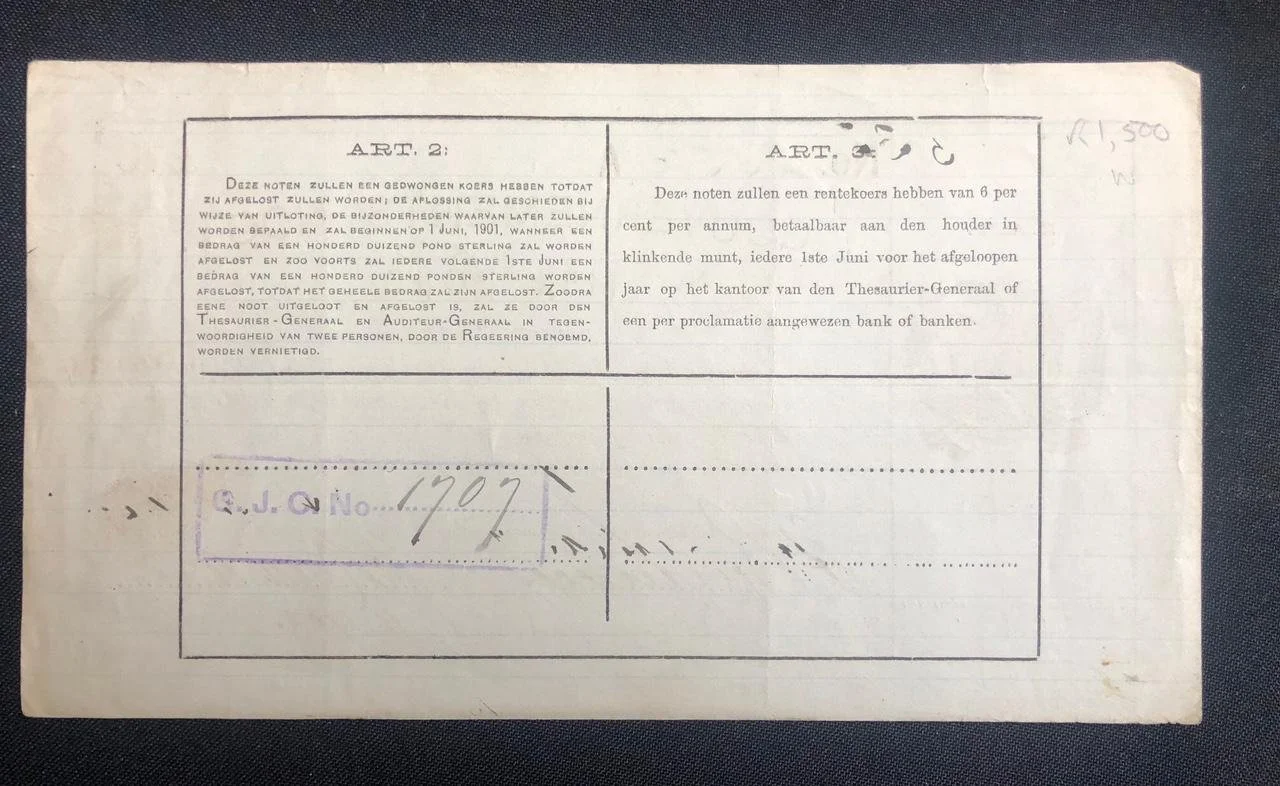 ART. 2:
DEZE NOTEN ZULLEN EEN GEDWONGEN KOERS HEBBEN TOTDAT
ZIJ AFGELOST ZULLEN WORDEN; DE AFLOSSING ZAL GESCHIEDEN BIJ
WIJZE VAN UITLOTING, DE BIJZONDERHEDEN WAARVAN LATER ZULLEN
WORDEN BEPAALD EN ZAL BEGINNEN OP 1 JUNI, 1901, WANNEER EEN
BEDRAG VAN EEN HONDERD DUIZEND POND STERLING ZAL WORDEN
AFGELOST EN ZOO VOORTS ZAL IEDERE VOLGENDE 1STE JUNI EEN
BEDRAG VAN EEN HONDERD DUIZEND PONDEN STERLING WORDEN
AFGELOST, TOTDAT HET GEHEELE BEDRAG ZAL ZIJN AFGELOST. ZOODRA
EENE NOOT UITGELOOT EN AFGELOST IS, ZAL ZE DOOR DEN
THESAURIER-GENERAAL EN AUDITEUR-GENERAAL IN TEGEN-
WOORDIGHEID VAN TWEE PERSONEN, DOOR DE REGEERING BENOEMD,
WORDEN VERNIETIGD.
ART. 3:
Deze noten zullen een rentekoers hebben van 6 per
cent per annum, betaalbaar aan den houder in
klinkende munt, iedere 1ste Juni voor het afgeloopen
jaar op het kantoor van den Thesaurier-Generaal of
een per proclamatie aangewezen bank of banken.
R1,500
W
C. J. C. No 1707